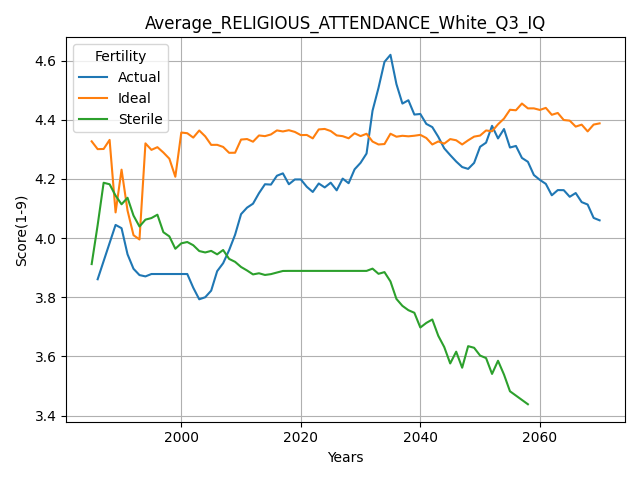 Average_RELIGIOUS_ATTENDANCE_White_Q3_IQ
Fertility
Actual
Ideal
Sterile
Score(1-9)
4.6
4.4
4.2
4.0
3.8
3.6
3.4
2000 2020 2040 2060
Years